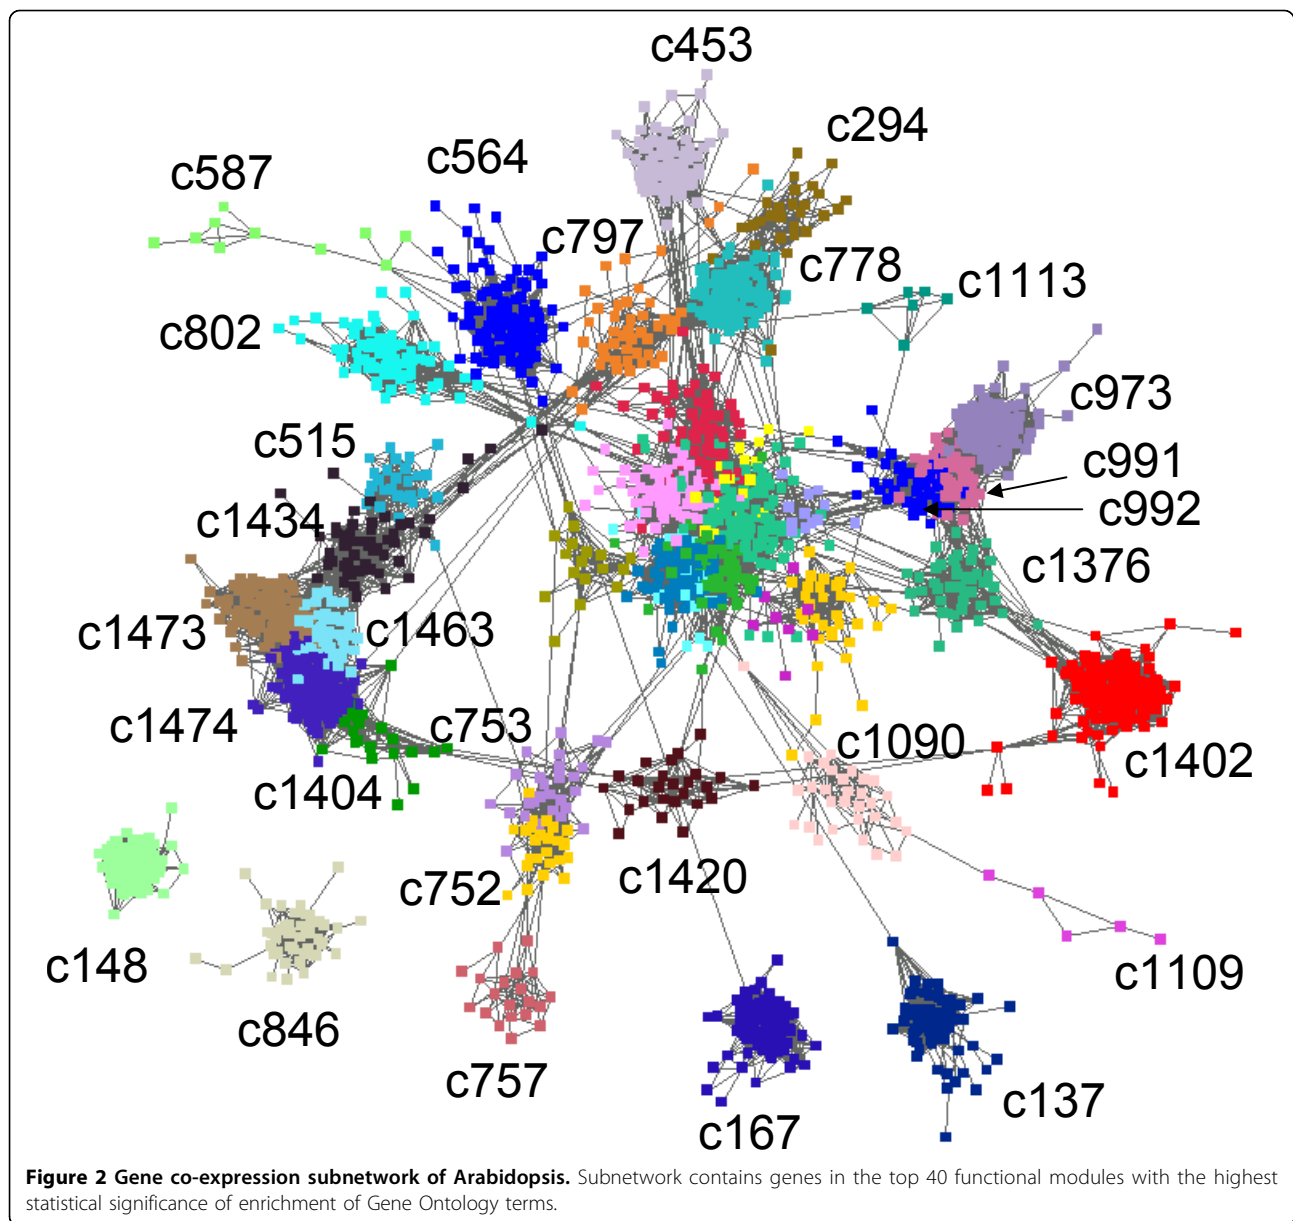 c453
c294
c564
c587
c797
c778
c1113
c802
c973
c515
c991
c992
c1434
c1376
c1473
c1463
c1474
c753
c1090
c1402
c1404
c752
c1420
c148
c1109
c846
c757
c137
c167
Figure 2 Gene co-expression subnetwork of Arabidopsis. Subnetwork contains genes in the top 40 functional modules with the highest
statistical significance of enrichment of Gene Ontology terms.